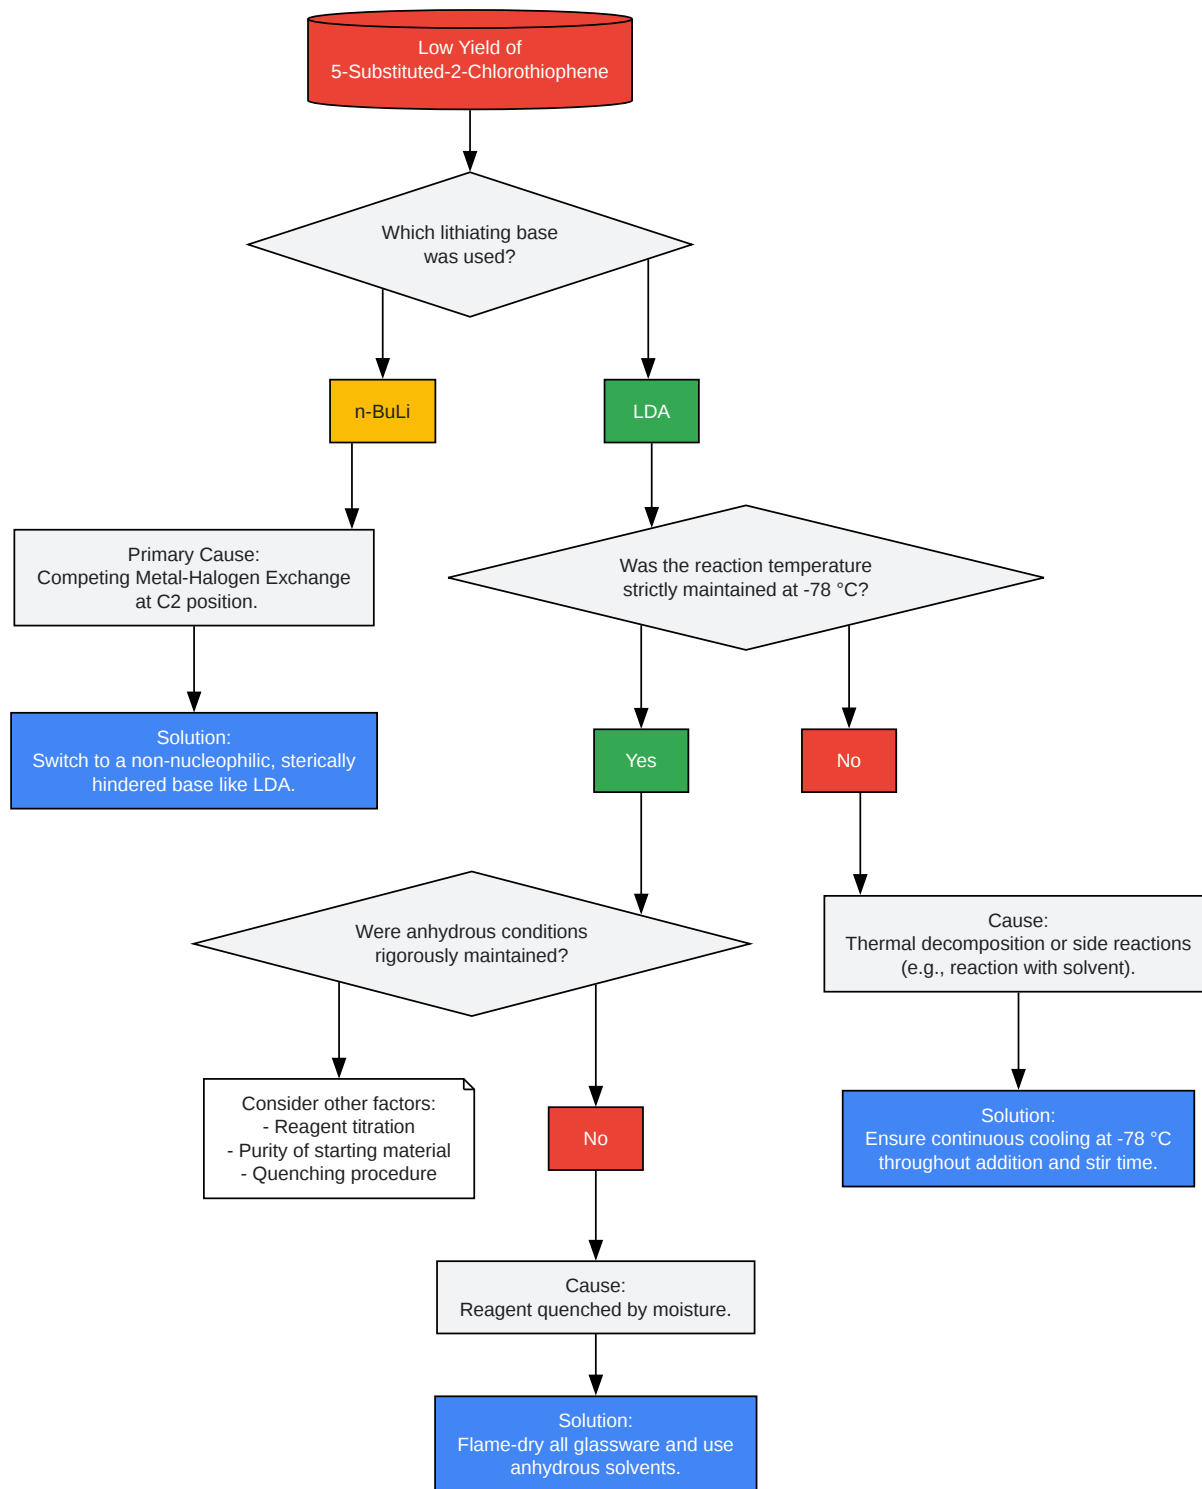 Low Yield of
5-Substituted-2-Chlorothiophene
Which lithiating base
was used?
n-BuLi
LDA
Primary Cause:
Competing Metal-Halogen Exchange
at C2 position.
Was the reaction temperature
strictly maintained at -78 °C?
Solution:
Switch to a non-nucleophilic, sterically
hindered base like LDA.
Yes
No
Were anhydrous conditions
rigorously maintained?
Cause:
Thermal decomposition or side reactions
(e.g., reaction with solvent).
Consider other factors:
- Reagent titration
- Purity of starting material
- Quenching procedure
No
Solution:
Ensure continuous cooling at -78 °C
throughout addition and stir time.
Cause:
Reagent quenched by moisture.
Solution:
Flame-dry all glassware and use
anhydrous solvents.